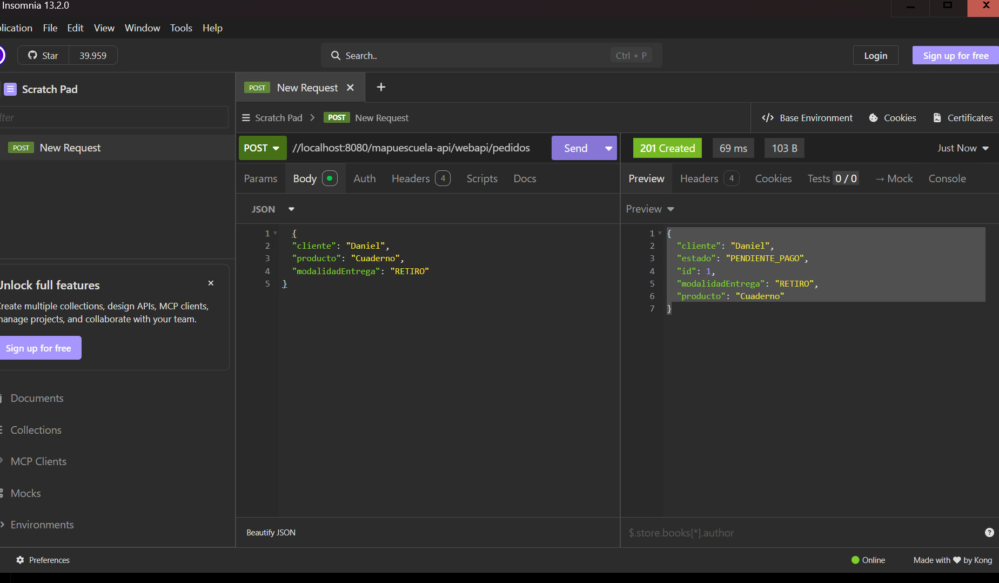 Insomnia 13.2.0
plication File Edit View Window Tools Help
Star 39.959 Search.. Ctrl + P Login Sign up for free
Scratch Pad
POST New Request
lter
Scratch Pad POST New Request
Base Environment Cookies Certificates
POST New Request
POST //localhost:8080/mapuescuela-api/webapi/pedidos Send
201 Created 69 ms 103 B Just Now
Params Body Auth Headers 4 Scripts Docs
Preview Headers 4 Cookies Tests 0 / 0 → Mock Console
JSON
Preview
1 {
2 "cliente": "Daniel",
3 "producto": "Cuaderno",
4 "modalidadEntrega": "RETIRO"
5 }
1 {
2 "cliente": "Daniel",
3 "estado": "PENDIENTE_PAGO",
4 "id": 1,
5 "modalidadEntrega": "RETIRO",
6 "producto": "Cuaderno"
7 }
Unlock full features
Create multiple collections, design APIs, MCP clients,
manage projects, and collaborate with your team.
Sign up for free
Documents
Collections
MCP Clients
Mocks
Environments
Beautify JSON
$.store.books[*].author
Preferences
Online
Made with ♥ by Kong